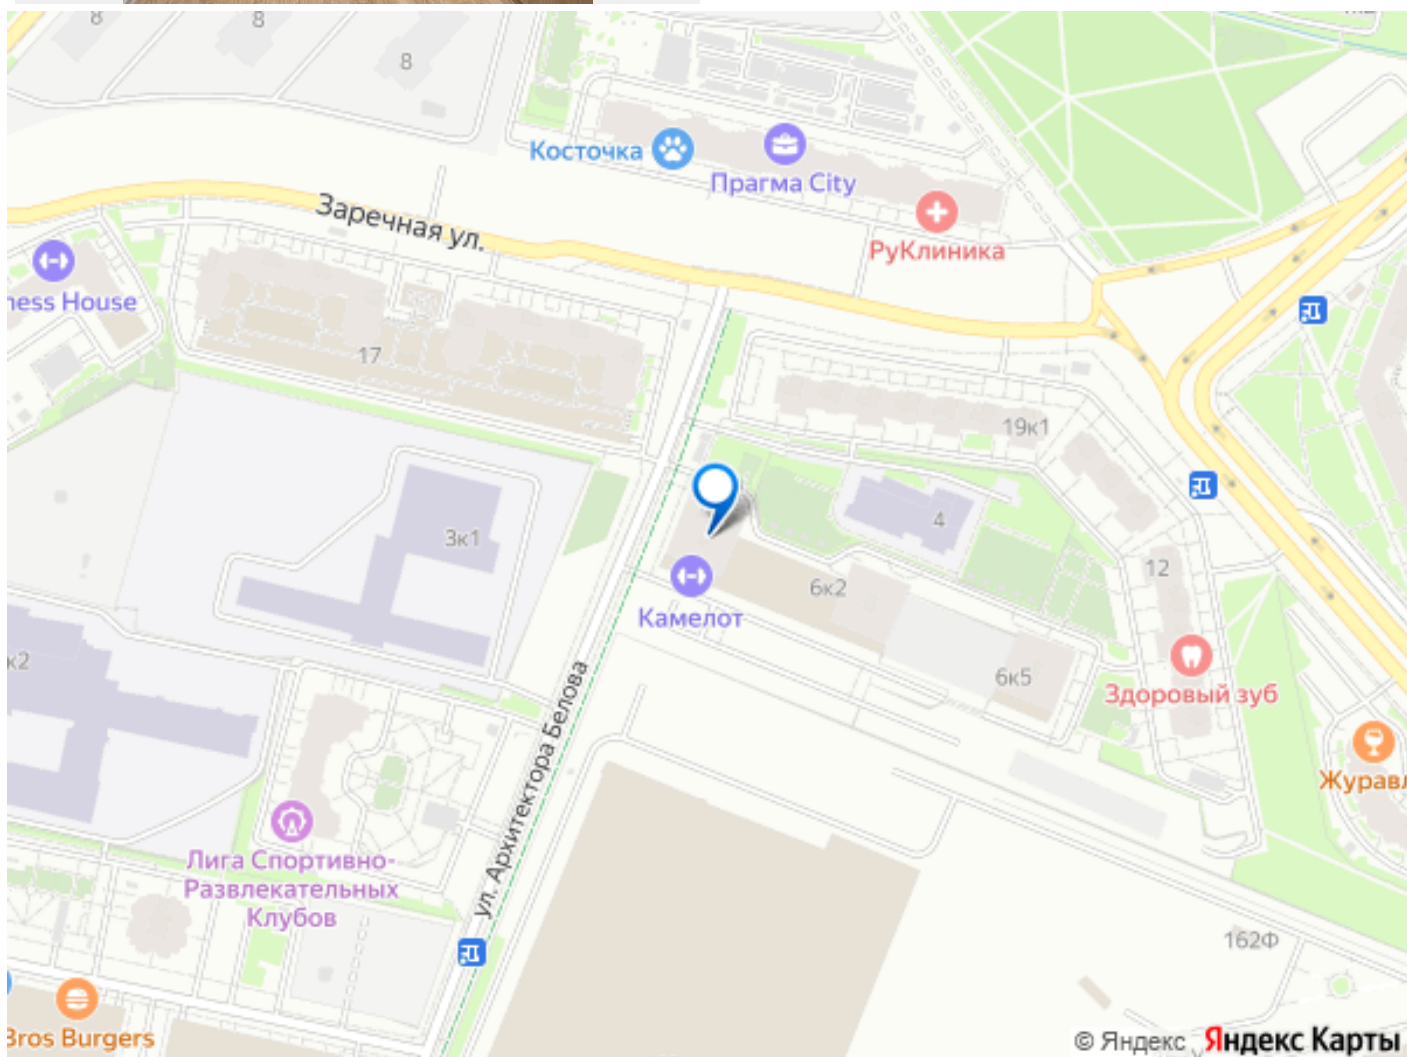 8
8
8
Косточка
Прагма City
РуКлиника
Заречная ул.
ness House
17
19к1
3к1
4
12
6к2
Камелот
к2
6к5
Здоровый зуб
ул. Архитектора Белова
Журавл
Лига Спортивно-
Развлекательных
Клубов
162Ф
Bros Burgers
© Яндекс
Яндекс Карты